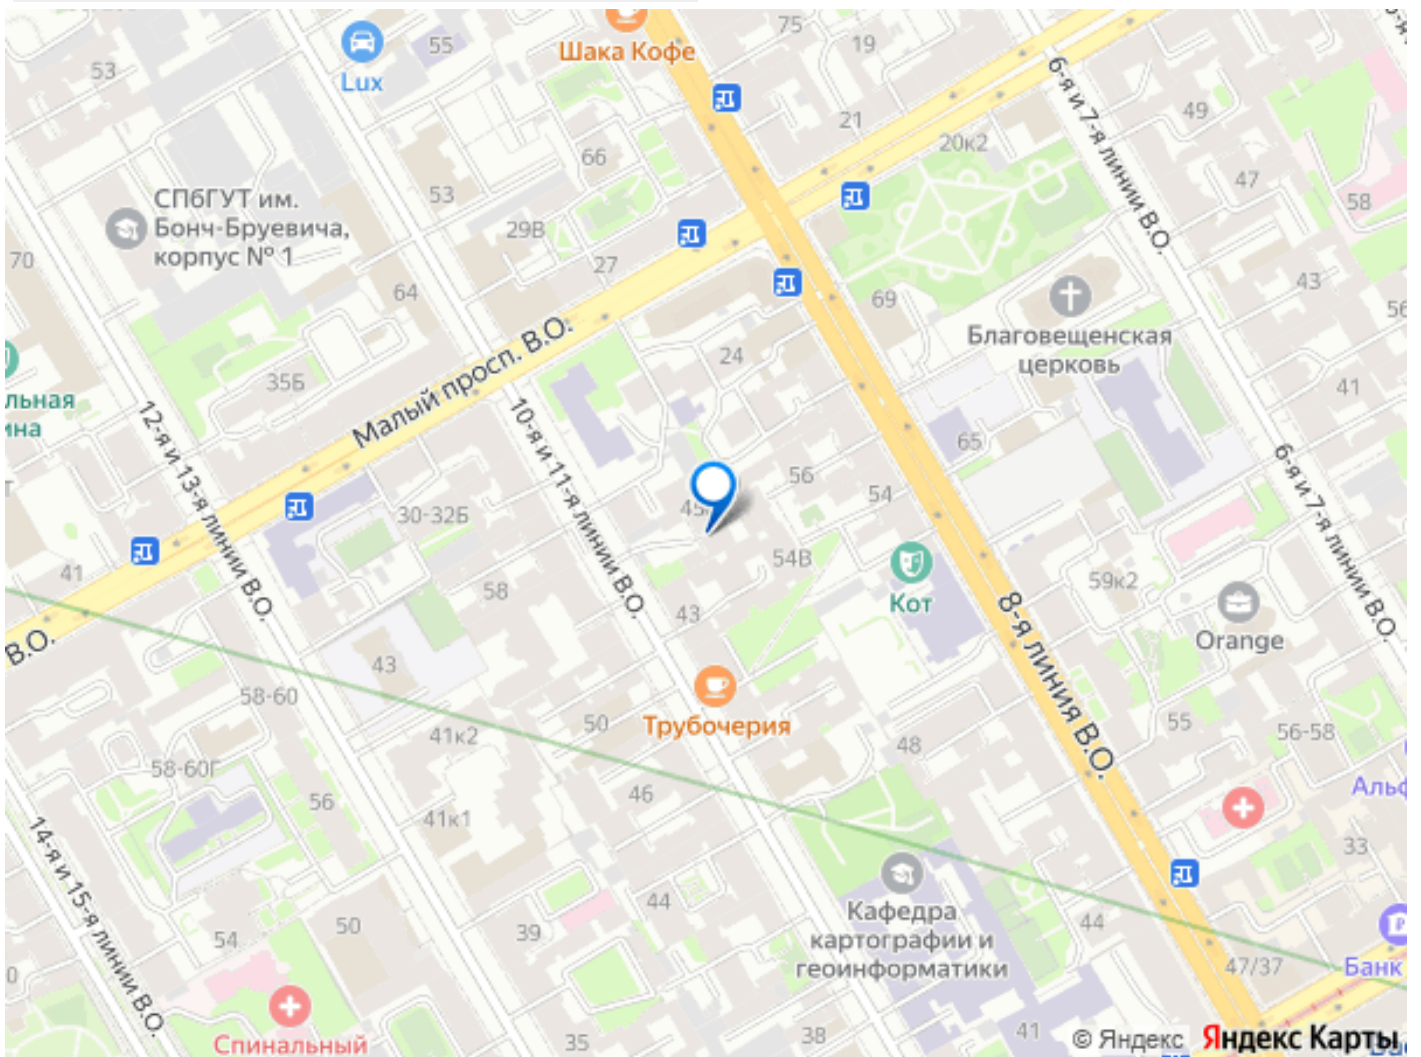 53
55
Lux
Шака Кофе
75
19
21
20к2
49
47
58
6-я и 7-я линии В.О.
СПбГУТ им.
Бонч-Бруевича,
корпус № 1
53
66
29В
27
70
64
43
69
Благовещенская
церковь
24
41
35Б
Малый просп. В.О.
льная
12-я и 13-я линии В.О.
10-я и 11-я линии В.О.
65
6-я и 7-я линии В.О.
56
54
30-32Б
54В
41
58
43
Кот
59к2
Orange
8-я линия В.О.
В.О.
43
58-60
Трубочерия
50
41к2
48
55
56-58
58-60Г
56
46
41к1
33
14-я и 15-я линии В.О.
44
39
50
54
Кафедра
картографии и
геоинформатики
44
47/37
Банк
Спинальный
35
38
41
© Яндекс Яндекс Карты